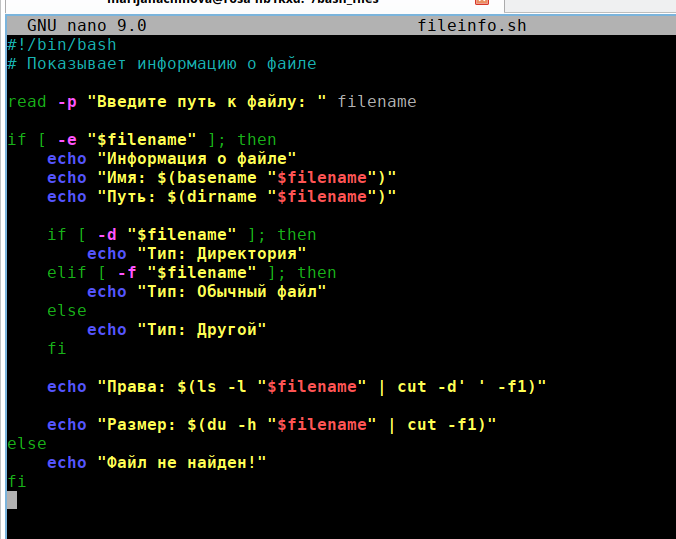 GNU nano 9.0 fileinfo.sh
#!/bin/bash
# Показывает информацию о файле
read -p "Введите путь к файлу: " filename
if [ -e "$filename" ]; then
    echo "Информация о файле"
    echo "Имя: $(basename "$filename")"
    echo "Путь: $(dirname "$filename")"
    if [ -d "$filename" ]; then
        echo "Тип: Директория"
    elif [ -f "$filename" ]; then
        echo "Тип: Обычный файл"
    else
        echo "Тип: Другой"
    fi
    echo "Права: $(ls -l "$filename" | cut -d' ' -f1)"
    echo "Размер: $(du -h "$filename" | cut -f1)"
else
    echo "Файл не найден!"
fi